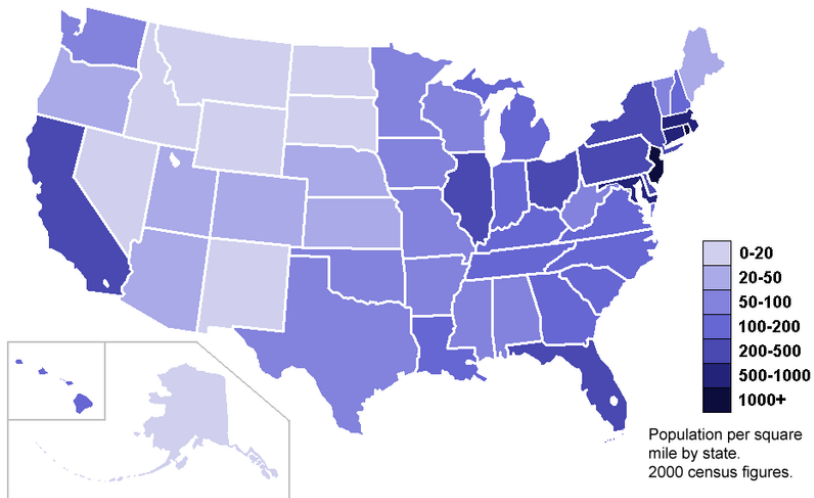 0-20
20-50
50-100
100-200
200-500
500-1000
1000+
Population per square
mile by state.
2000 census figures.